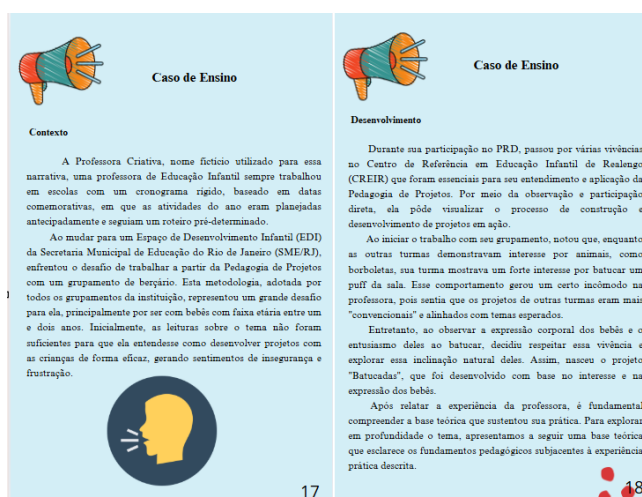 Caso de Ensino
Contexto
A Professora Criativa, nome fictício utilizado para essa
narrativa, uma professora de Educação Infantil sempre trabalhou
em escolas com um cronograma rígido, baseado em datas
comemorativas, em que as atividades do ano eram planejadas
antecipadamente e seguiam um roteiro pré-determinado.
Ao mudar para um Espaço de Desenvolvimento Infantil (EDI)
da Secretaria Municipal de Educação do Rio de Janeiro (SME/RJ),
enfrentou o desafio de trabalhar a partir da Pedagogia de Projetos
com um grupamento de berçário. Esta metodologia, adotada por
todos os grupamentos da instituição, representou um grande desafio
para ela, principalmente por ser com bebês com faixa etária entre um
e dois anos. Inicialmente, as leituras sobre o tema não foram
suficientes para que ela entendesse como desenvolver projetos com
as crianças de forma eficaz, gerando sentimentos de insegurança e
frustração.
17
Caso de Ensino
Desenvolvimento
Durante sua participação no PRD, passou por várias vivências
no Centro de Referência em Educação Infantil de Realengo
(CREIR) que foram essenciais para seu entendimento e aplicação da
Pedagogia de Projetos. Por meio da observação e participação
direta, ela pôde visualizar o processo de construção e
desenvolvimento de projetos em ação.
Ao iniciar o trabalho com seu grupamento, notou que, enquanto
as outras turmas demonstravam interesse por animais, como
borboletas, sua turma mostrava um forte interesse por batucar um
puff da sala. Esse comportamento gerou um certo incômodo na
professora, pois sentia que os projetos de outras turmas eram mais
"convencionais" e alinhados com temas esperados.
Entretanto, ao observar a expressão corporal dos bebês e o
entusiasmo deles ao batucar, decidiu respeitar essa vivência e
explorar essa inclinação natural deles. Assim, nasceu o projeto
"Batucadas", que foi desenvolvido com base no interesse e na
expressão dos bebês.
Após relatar a experiência da professora, é fundamental
compreender a base teórica que sustentou sua prática. Para explorar
em profundidade o tema, apresentamos a seguir uma base teórica
que esclarece os fundamentos pedagógicos subjacentes à experiência
prática descrita.
18